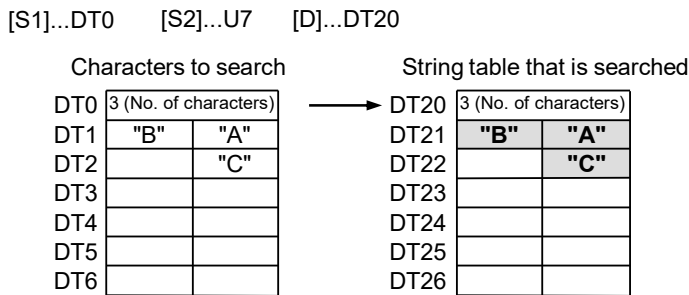 [S1]...DT0 [S2]...U7 [D]...DT20
Characters to search String table that is searched
DT0 3 (No. of characters) DT20 3 (No. of characters)
DT1 "B" "A" DT21 "B" "A"
DT2 "C" DT22 "C"
DT3 DT23
DT4 DT24
DT5 DT25
DT6 DT26